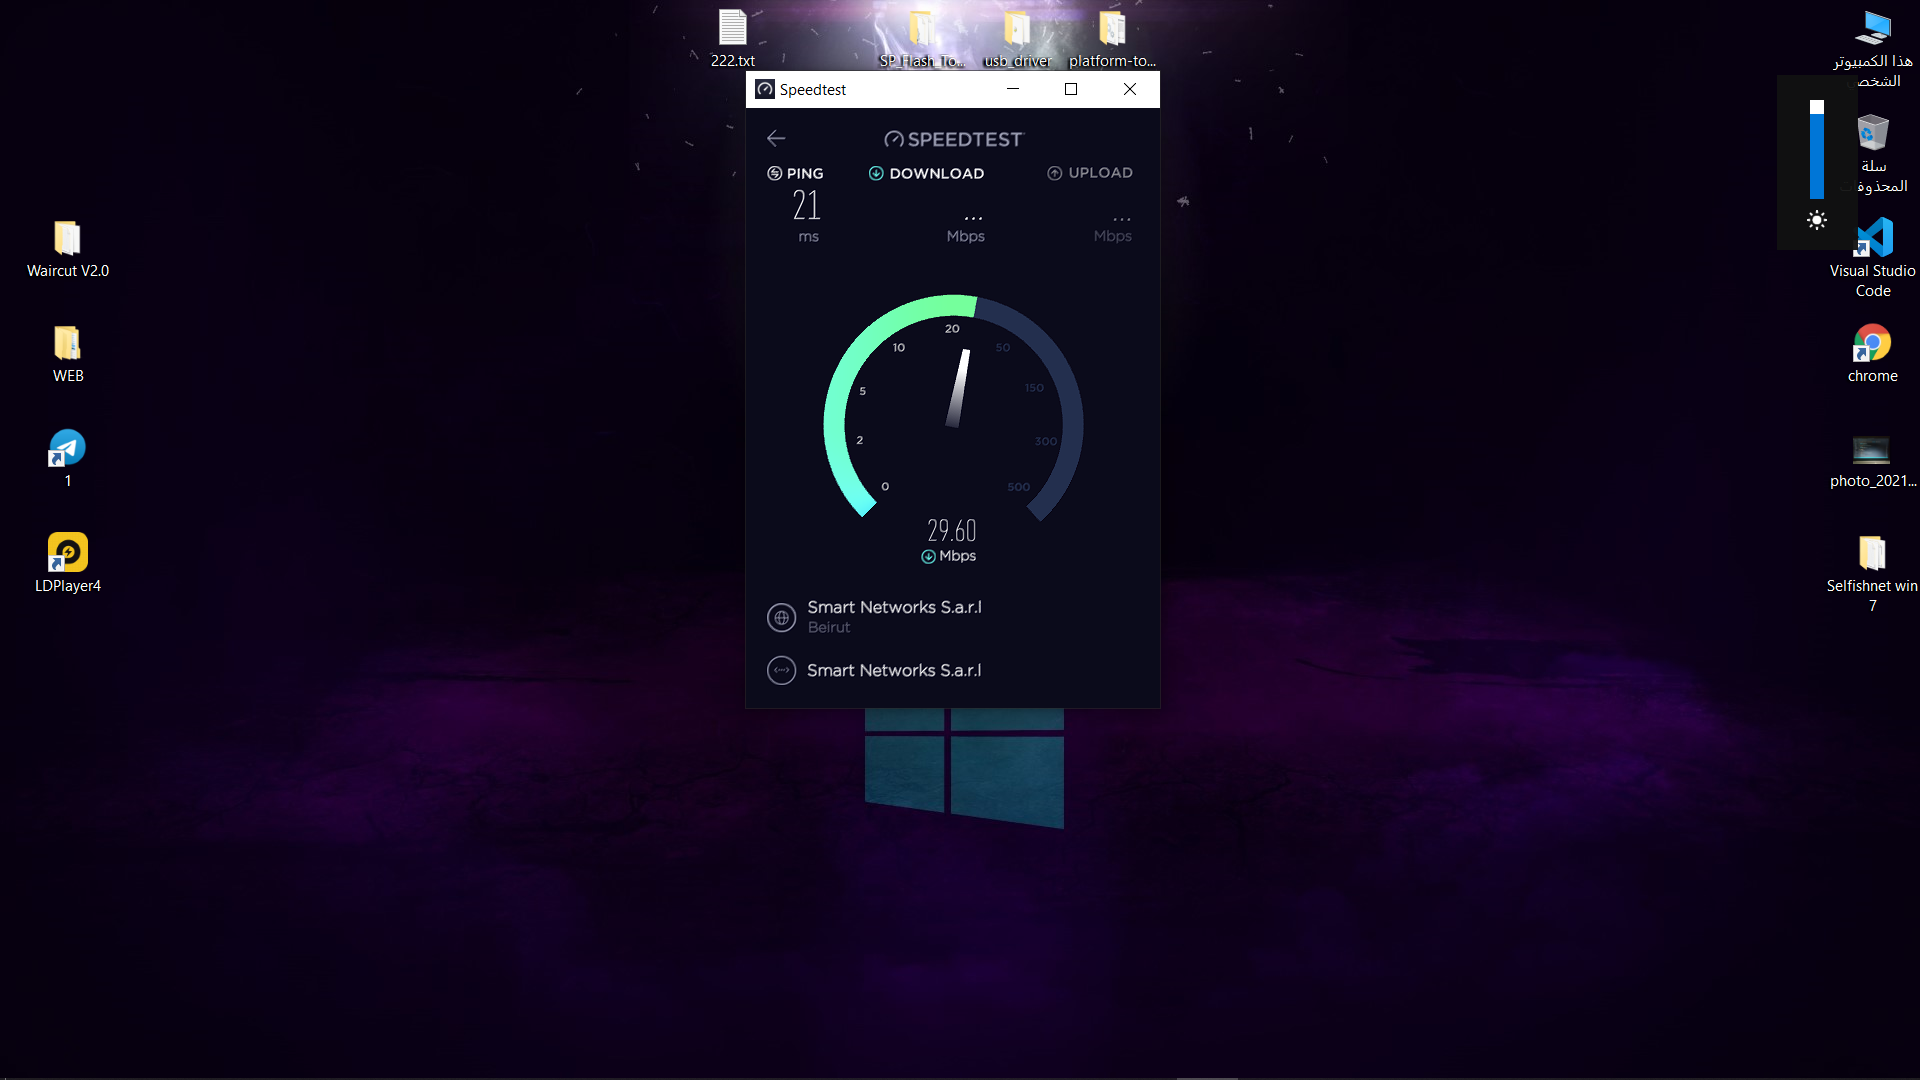 222.txt
SP_Flash_To...
usb_driver
platform-to...
هذا الكمبيوتر
الشخصي
Speedtest
SPEEDTEST
PING
DOWNLOAD
UPLOAD
21
...
...
ms
Mbps
Mbps
سلة
المحذوفات
Waircut V2.0
WEB
1
LDPlayer4
0
2
5
10
20
50
150
300
500
29.60
Mbps
Smart Networks S.a.r.l
Beirut
Smart Networks S.a.r.l
Visual Studio
Code
chrome
photo_2021...
Selfishnet win
7